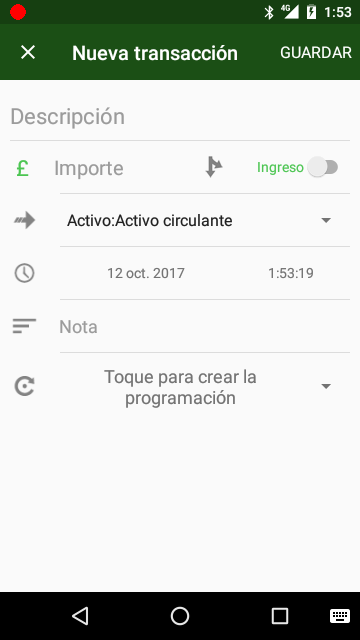 4G 1:53
Nueva transacción GUARDAR
Descripción
£ Importe Ingreso
Activo:Activo circulante
12 oct. 2017 1:53:19
Nota
Toque para crear la
programación